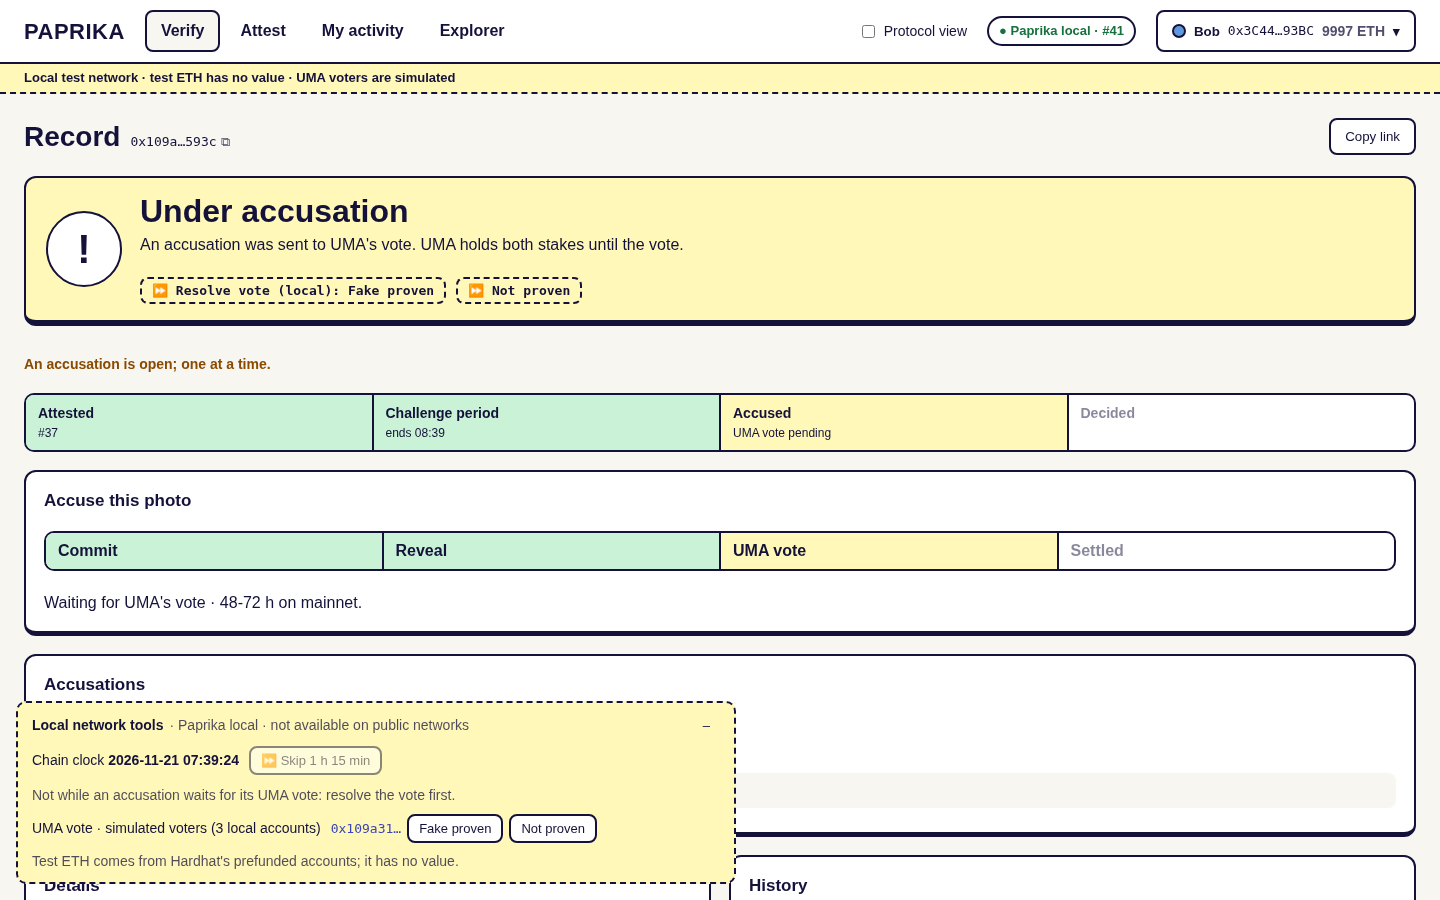 PAPRIKA Verify Attest My activity Explorer Protocol view ● Paprika local · #41 Bob 0x3C44…93BC 9997 ETH ▾
Local test network · test ETH has no value · UMA voters are simulated
Record 0x109a…593c ⧉ Copy link
! Under accusation
An accusation was sent to UMA's vote. UMA holds both stakes until the vote.
⏩ Resolve vote (local): Fake proven ⏩ Not proven
An accusation is open; one at a time.
Attested Challenge period Accused Decided
#37 ends 08:39 UMA vote pending
Accuse this photo
Commit Reveal UMA vote Settled
Waiting for UMA's vote · 48-72 h on mainnet.
Accusations
Local network tools · Paprika local · not available on public networks –
Chain clock 2026-11-21 07:39:24 ⏩ Skip 1 h 15 min
Not while an accusation waits for its UMA vote: resolve the vote first.
UMA vote · simulated voters (3 local accounts) 0x109a31… Fake proven Not proven
Test ETH comes from Hardhat's prefunded accounts; it has no value.
Details History